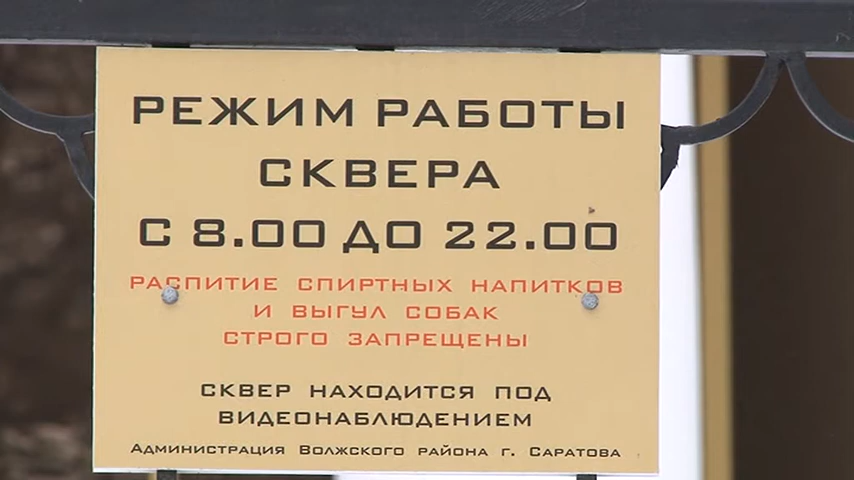 РЕЖИМ РАБОТЫ
СКВЕРА
С 8.00 ДО 22.00
РАСПИТИЕ СПИРТНЫХ НАПИТКОВ
И ВЫГУЛ СОБАК
СТРОГО ЗАПРЕЩЕНЫ
СКВЕР НАХОДИТСЯ ПОД
ВИДЕОНАБЛЮДЕНИЕМ
Администрация Волжского района г. Саратова